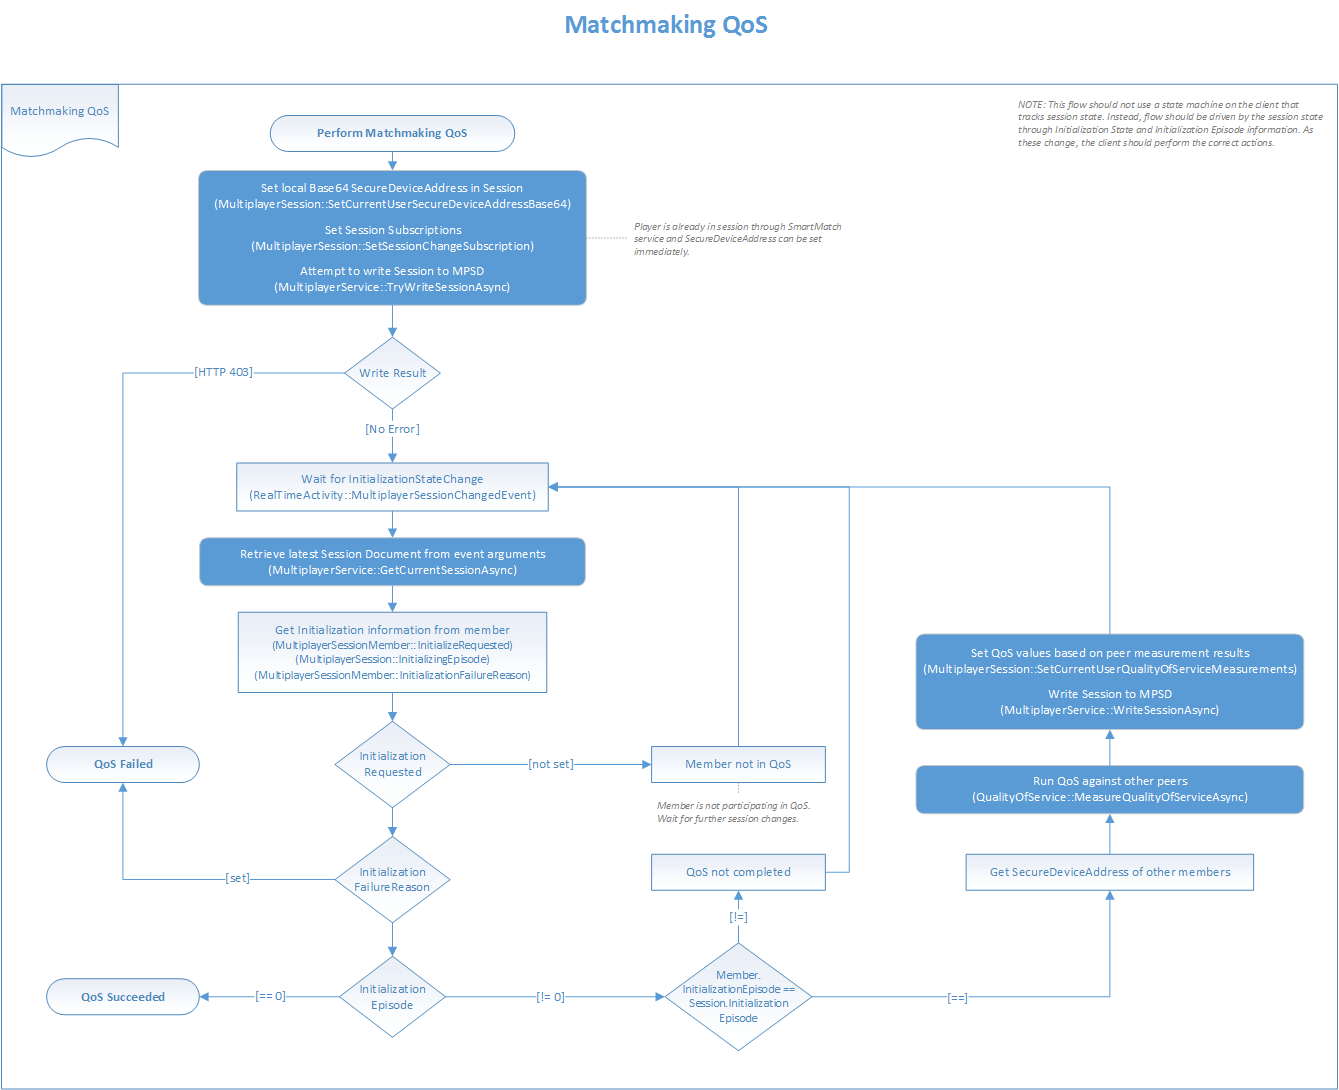 Matchmaking QoS
Matchmaking QoS
NOTE: This flow should not use a state machine on the client that
tracks session state. Instead, flow should be driven by the session state
through Initialization State and Initialization Episode information. As
these change, the client should perform the correct actions.
Perform Matchmaking QoS
Set local Base64 SecureDeviceAddress in Session
(MultiplayerSession::SetCurrentUserSecureDeviceAddressBase64)
Set Session Subscriptions
(MultiplayerSession::SetSessionChangeSubscription)
Attempt to write Session to MPSD
(MultiplayerService::TryWriteSessionAsync)
Player is already in session through SmartMatch
service and SecureDeviceAddress can be set
immediately.
[HTTP 403]
Write Result
[No Error]
Wait for InitializationStateChange
(RealTimeActivity::MultiplayerSessionChangedEvent)
Retrieve latest Session Document from event arguments
(MultiplayerService::GetCurrentSessionAsync)
Get Initialization information from member
(MultiplayerSessionMember::InitializeRequested)
(MultiplayerSession::InitializingEpisode)
(MultiplayerSessionMember::InitializationFailureReason)
Set QoS values based on peer measurement results
(MultiplayerSession::SetCurrentUserQualityOfServiceMeasurements)
Write Session to MPSD
(MultiplayerService::WriteSessionAsync)
QoS Failed
Initialization
Requested
[not set]
Member not in QoS
Member is not participating in QoS.
Wait for further session changes.
Run QoS against other peers
(QualityOfService::MeasureQualityOfServiceAsync)
[set]
Initialization
FailureReason
QoS not completed
Get SecureDeviceAddress of other members
[!=]
QoS Succeeded
[== 0]
Initialization
Episode
[!= 0]
Member.
InitializationEpisode ==
Session.Initialization
Episode
[==]